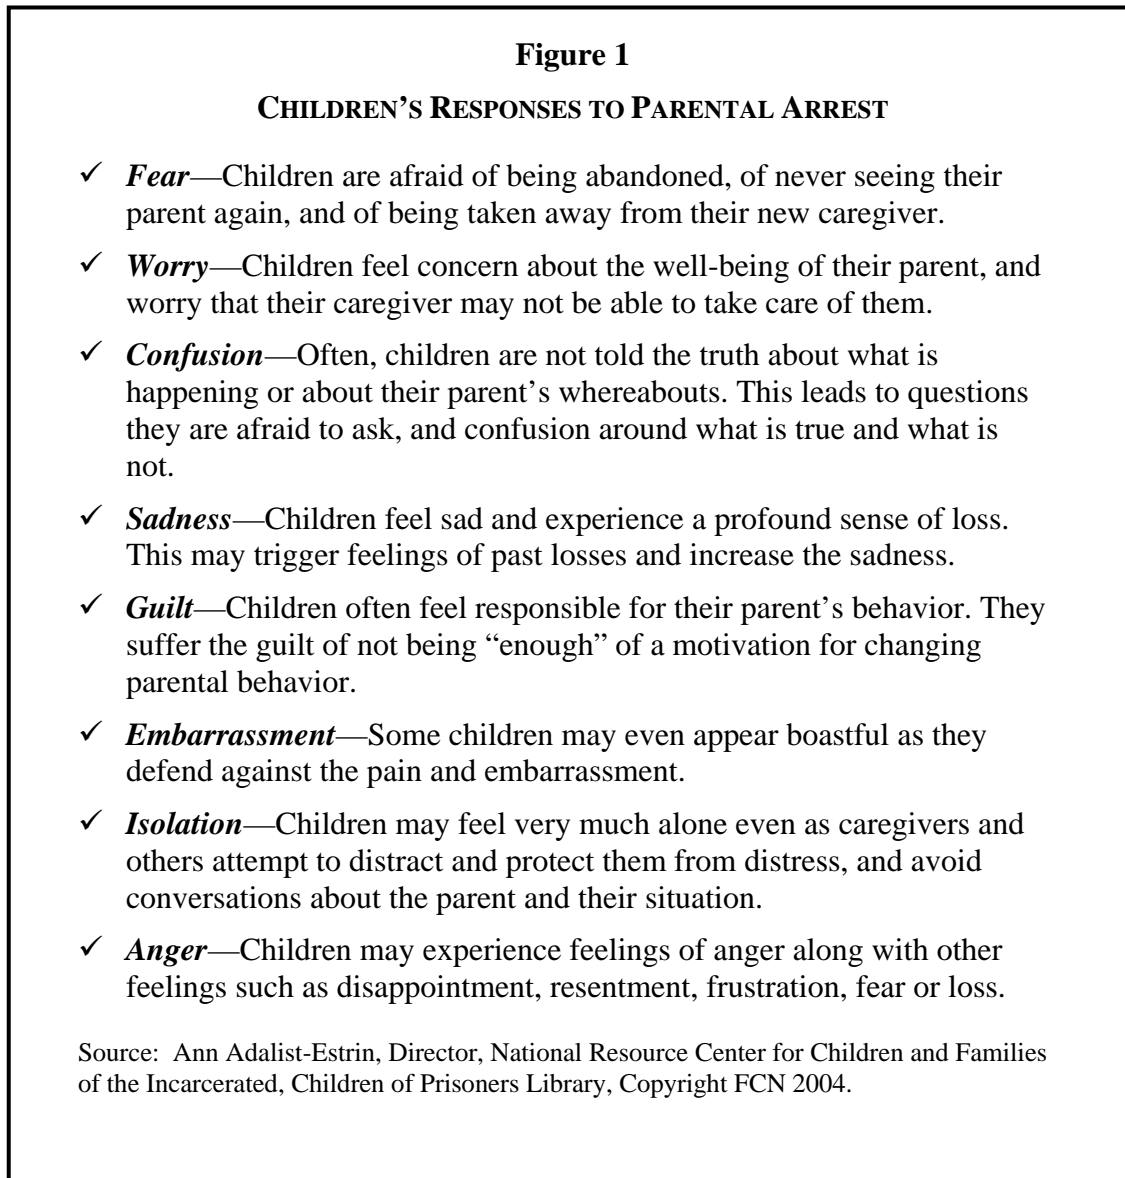 Figure 1
CHILDREN’S RESPONSES TO PARENTAL ARREST
✓ Fear—Children are afraid of being abandoned, of never seeing their
parent again, and of being taken away from their new caregiver.
✓ Worry—Children feel concern about the well-being of their parent, and
worry that their caregiver may not be able to take care of them.
✓ Confusion—Often, children are not told the truth about what is
happening or about their parent’s whereabouts. This leads to questions
they are afraid to ask, and confusion around what is true and what is
not.
✓ Sadness—Children feel sad and experience a profound sense of loss.
This may trigger feelings of past losses and increase the sadness.
✓ Guilt—Children often feel responsible for their parent’s behavior. They
suffer the guilt of not being “enough” of a motivation for changing
parental behavior.
✓ Embarrassment—Some children may even appear boastful as they
defend against the pain and embarrassment.
✓ Isolation—Children may feel very much alone even as caregivers and
others attempt to distract and protect them from distress, and avoid
conversations about the parent and their situation.
✓ Anger—Children may experience feelings of anger along with other
feelings such as disappointment, resentment, frustration, fear or loss.
Source: Ann Adalist-Estrin, Director, National Resource Center for Children and Families
of the Incarcerated, Children of Prisoners Library, Copyright FCN 2004.